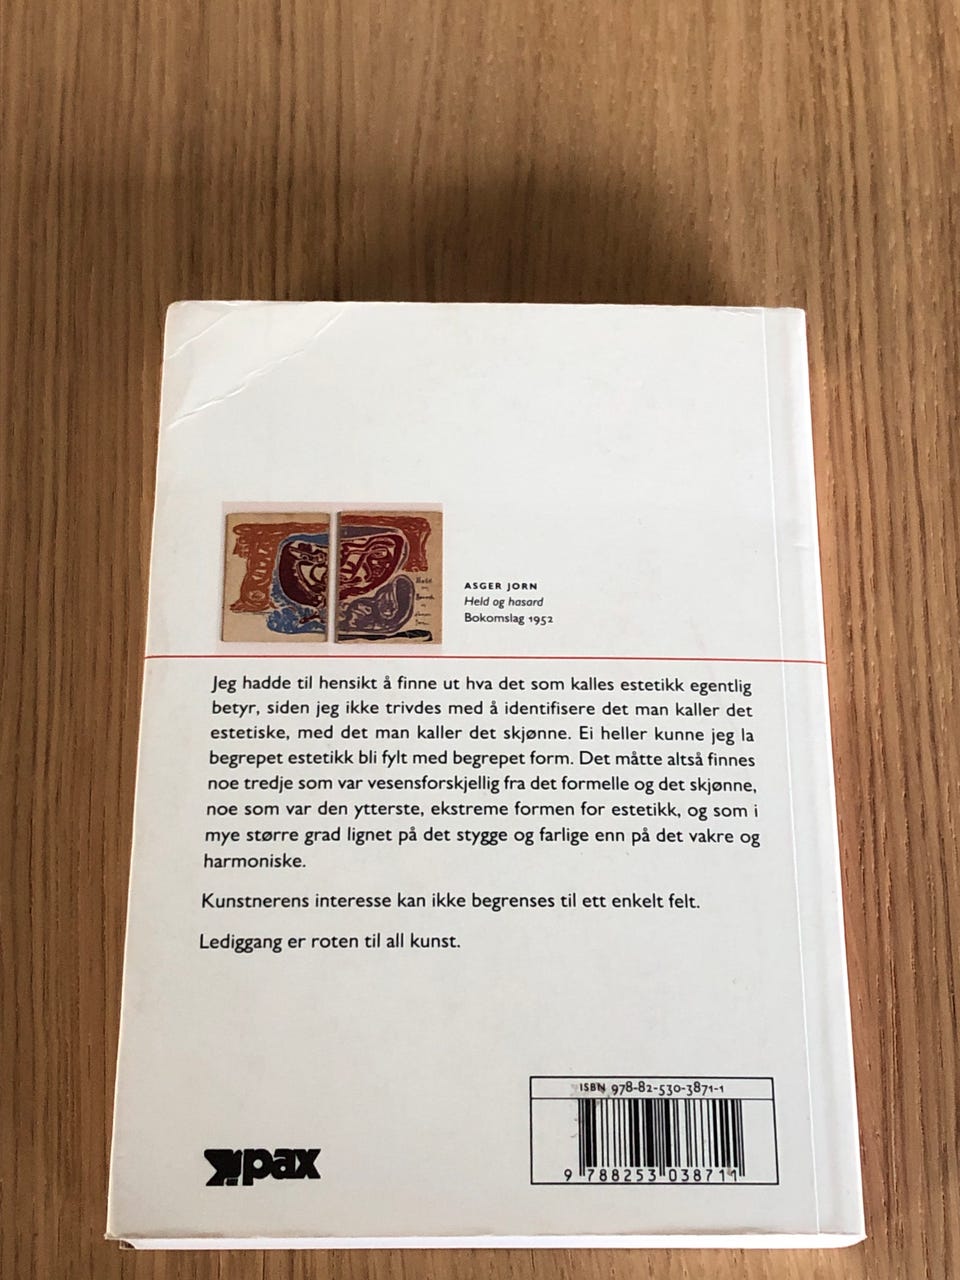 ASGER JORN
Held og hasard
Bokomslag 1952
Jeg hadde til hensikt å finne ut hva det som kalles estetikk egentlig
betyr, siden jeg ikke trivdes med å identifisere det man kaller det
estetiske, med det man kaller det skjønne. Ei heller kunne jeg la
begrepet estetikk bli fylt med begrepet form. Det måtte altså finnes
noe tredje som var vesensforskjellig fra det formelle og det skjønne,
noe som var den ytterste, ekstreme formen for estetikk, og som i
mye større grad lignet på det stygge og farlige enn på det vakre og
harmoniske.
Kunstnerens interesse kan ikke begrenses til ett enkelt felt.
Lediggang er roten til all kunst.
ISBN 978-82-530-3871-1
9 788253 038711
pax